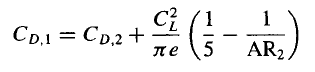 C_{D,1} = C_{D,2} + \frac{C_L^2}{\pi e} \left( \frac{1}{5} - \frac{1}{\mathrm{AR}_2} \right)